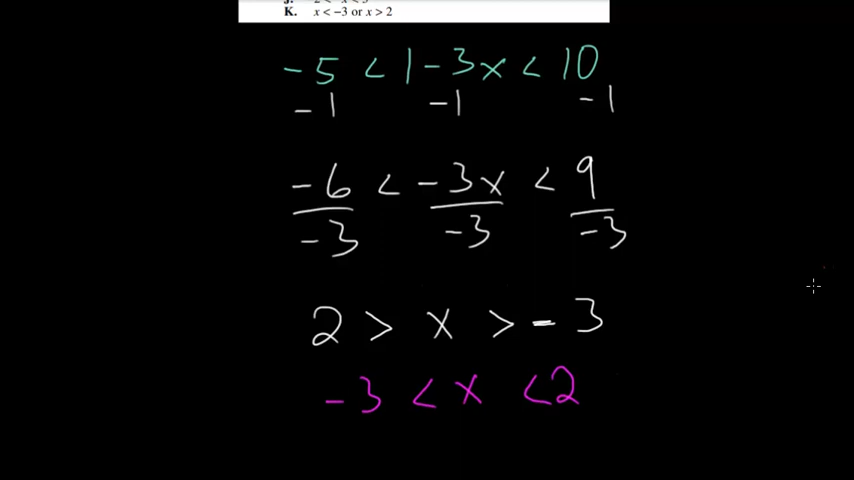 K. x < −3 or x > 2
-5 < 1 - 3x < 10
-1 -1 -1
-6 < -3x < 9
-3 -3 -3
2 > x > -3
-3 < x < 2